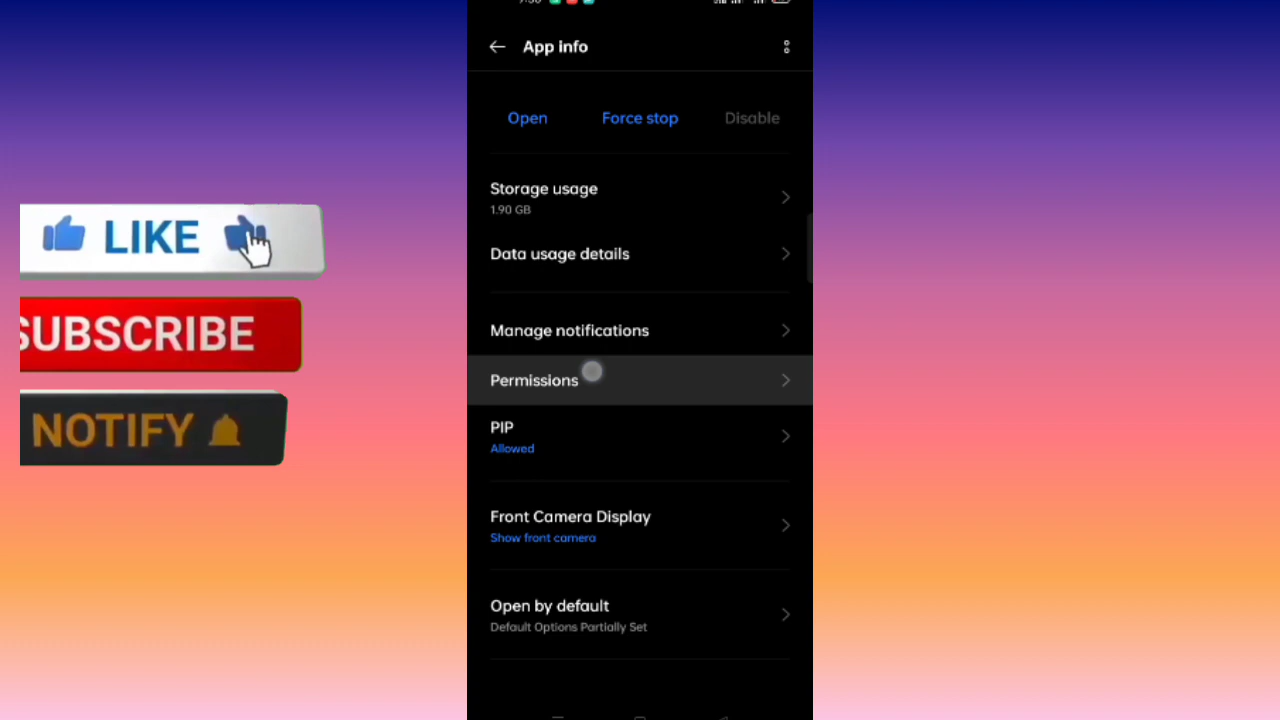 App info
Open Force stop Disable
Storage usage
1.90 GB
Data usage details
Manage notifications
Permissions
PIP
Allowed
Front Camera Display
Show front camera
Open by default
Default Options Partially Set
LIKE
SUBSCRIBE
NOTIFY